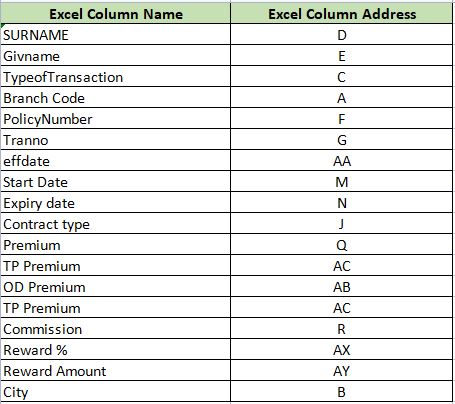 Excel Column Name Excel Column Address
SURNAME D
Givname E
TypeofTransaction C
Branch Code A
PolicyNumber F
Tranno G
effdate AA
Start Date M
Expiry date N
Contract type J
Premium Q
TP Premium AC
OD Premium AB
TP Premium AC
Commission R
Reward % AX
Reward Amount AY
City B